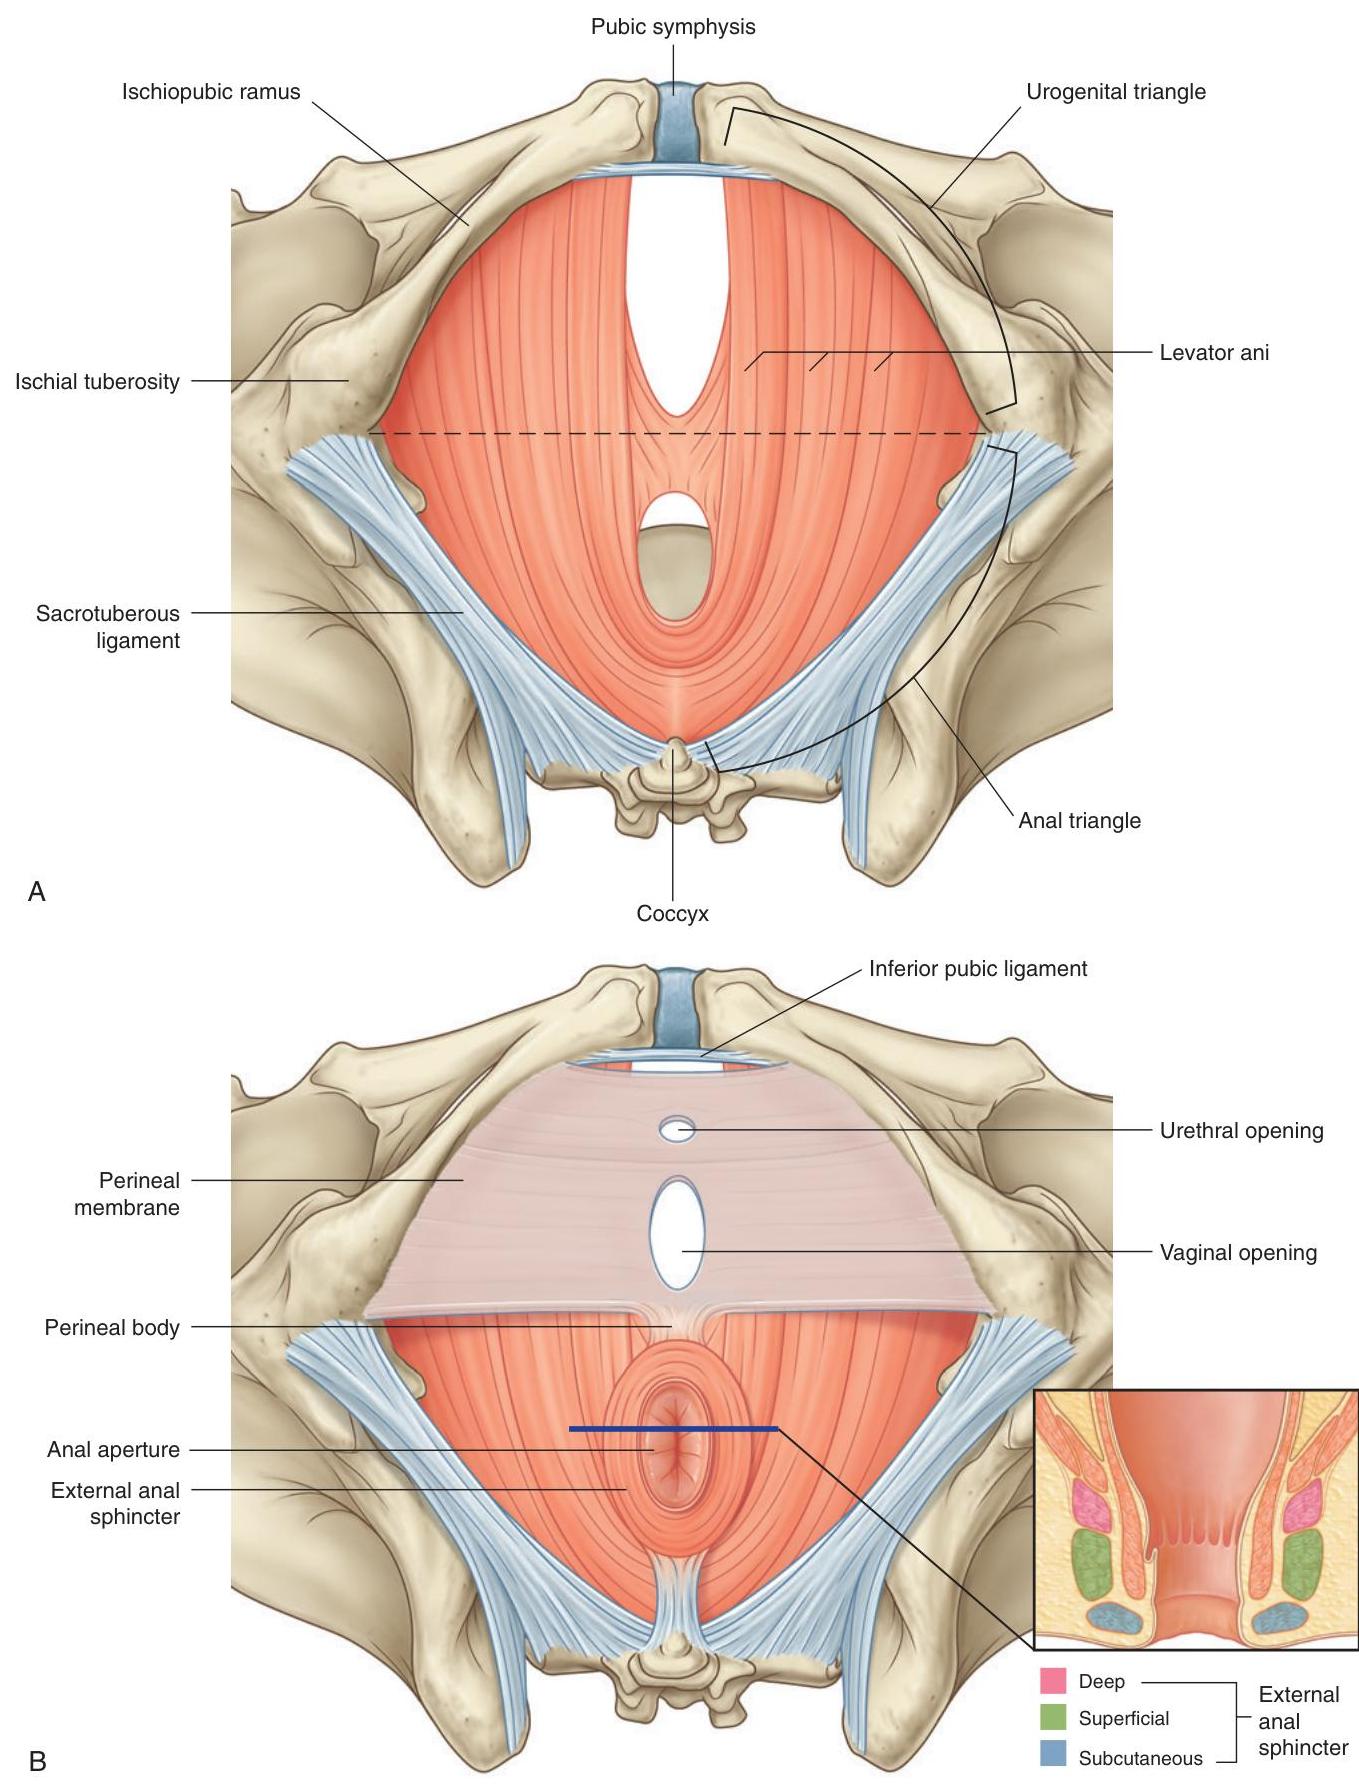 Pubic symphysis
Ischiopubic ramus
Urogenital triangle
Levator ani
Ischial tuberosity
Sacrotuberous
ligament
Anal triangle
A
Coccyx
Inferior pubic ligament
Urethral opening
Perineal
membrane
Vaginal opening
Perineal body
Anal aperture
External anal
sphincter
Deep
Superficial
Subcutaneous
External
anal
sphincter
B